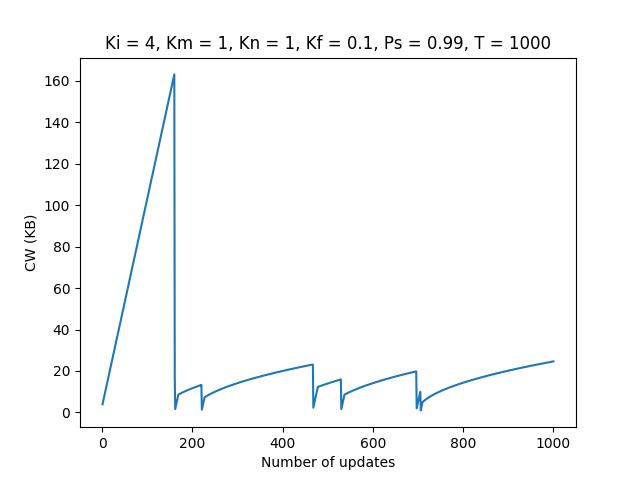 Ki = 4, Km = 1, Kn = 1, Kf = 0.1, Ps = 0.99, T = 1000
160
140
120
100
80
60
40
20
0
CW (KB)
0 200 400 600 800 1000
Number of updates